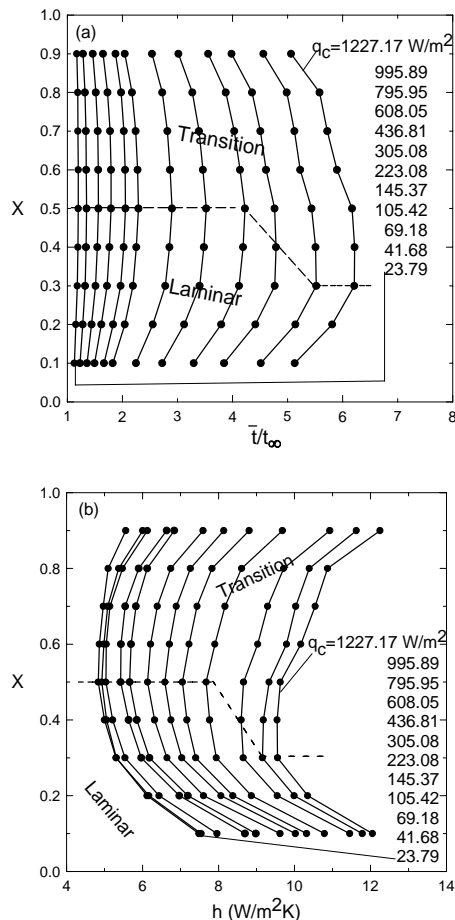 (a)
q_c=1227.17 W/m²
995.89
795.95
608.05
436.81
305.08
223.08
145.37
105.42
69.18
41.68
23.79
Transition
Laminar
X
1.0
0.9
0.8
0.7
0.6
0.5
0.4
0.3
0.2
0.1
0.0
1 2 3 4 5 6 7 8
t̅/t∞
(b)
Transition
q_c=1227.17 W/m²
995.89
795.95
608.05
436.81
305.08
223.08
145.37
105.42
69.18
41.68
23.79
Laminar
X
1.0
0.8
0.6
0.4
0.2
0.0
4 6 8 10 12 14
h (W/m²K)